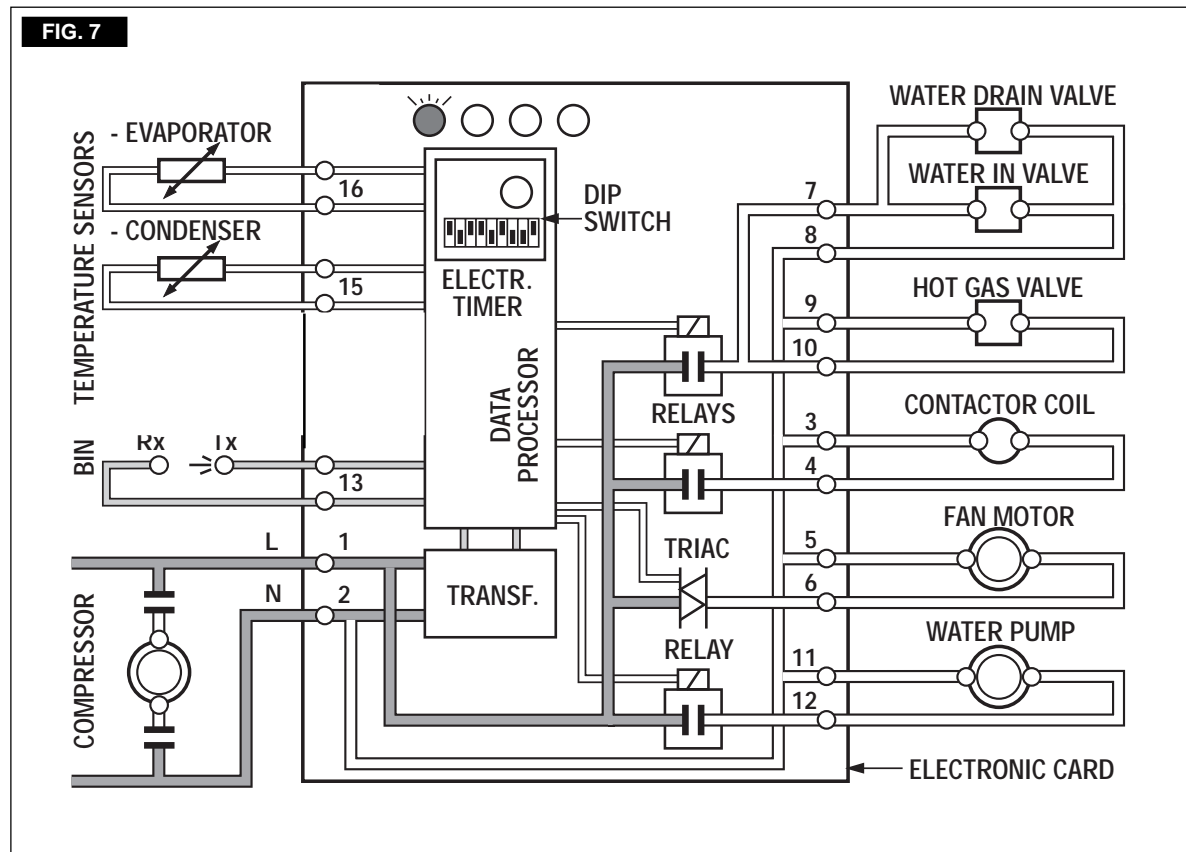 FIG. 7
WATER DRAIN VALVE
- EVAPORATOR
16
TEMPERATURE SENSORS
DIP
SWITCH
7
WATER IN VALVE
8
- CONDENSER
15
ELECTR.
TIMER
HOT GAS VALVE
9
10
DATA
PROCESSOR
RELAYS
CONTACTOR COIL
3
4
BIN
Rx
Tx
13
FAN MOTOR
5
6
L
1
TRIAC
N
2
TRANSF.
COMPRESSOR
RELAY
WATER PUMP
11
12
ELECTRONIC CARD